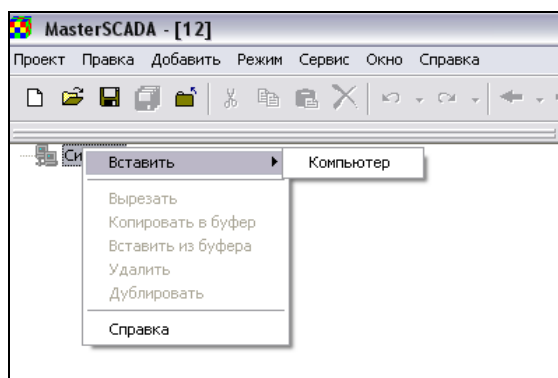 MasterSCADA - [12]
Проект Правка Добавить Режим Сервис Окно Справка
Вставить Компьютер
Вырезать
Копировать в буфер
Вставить из буфера
Удалить
Дублировать
Справка